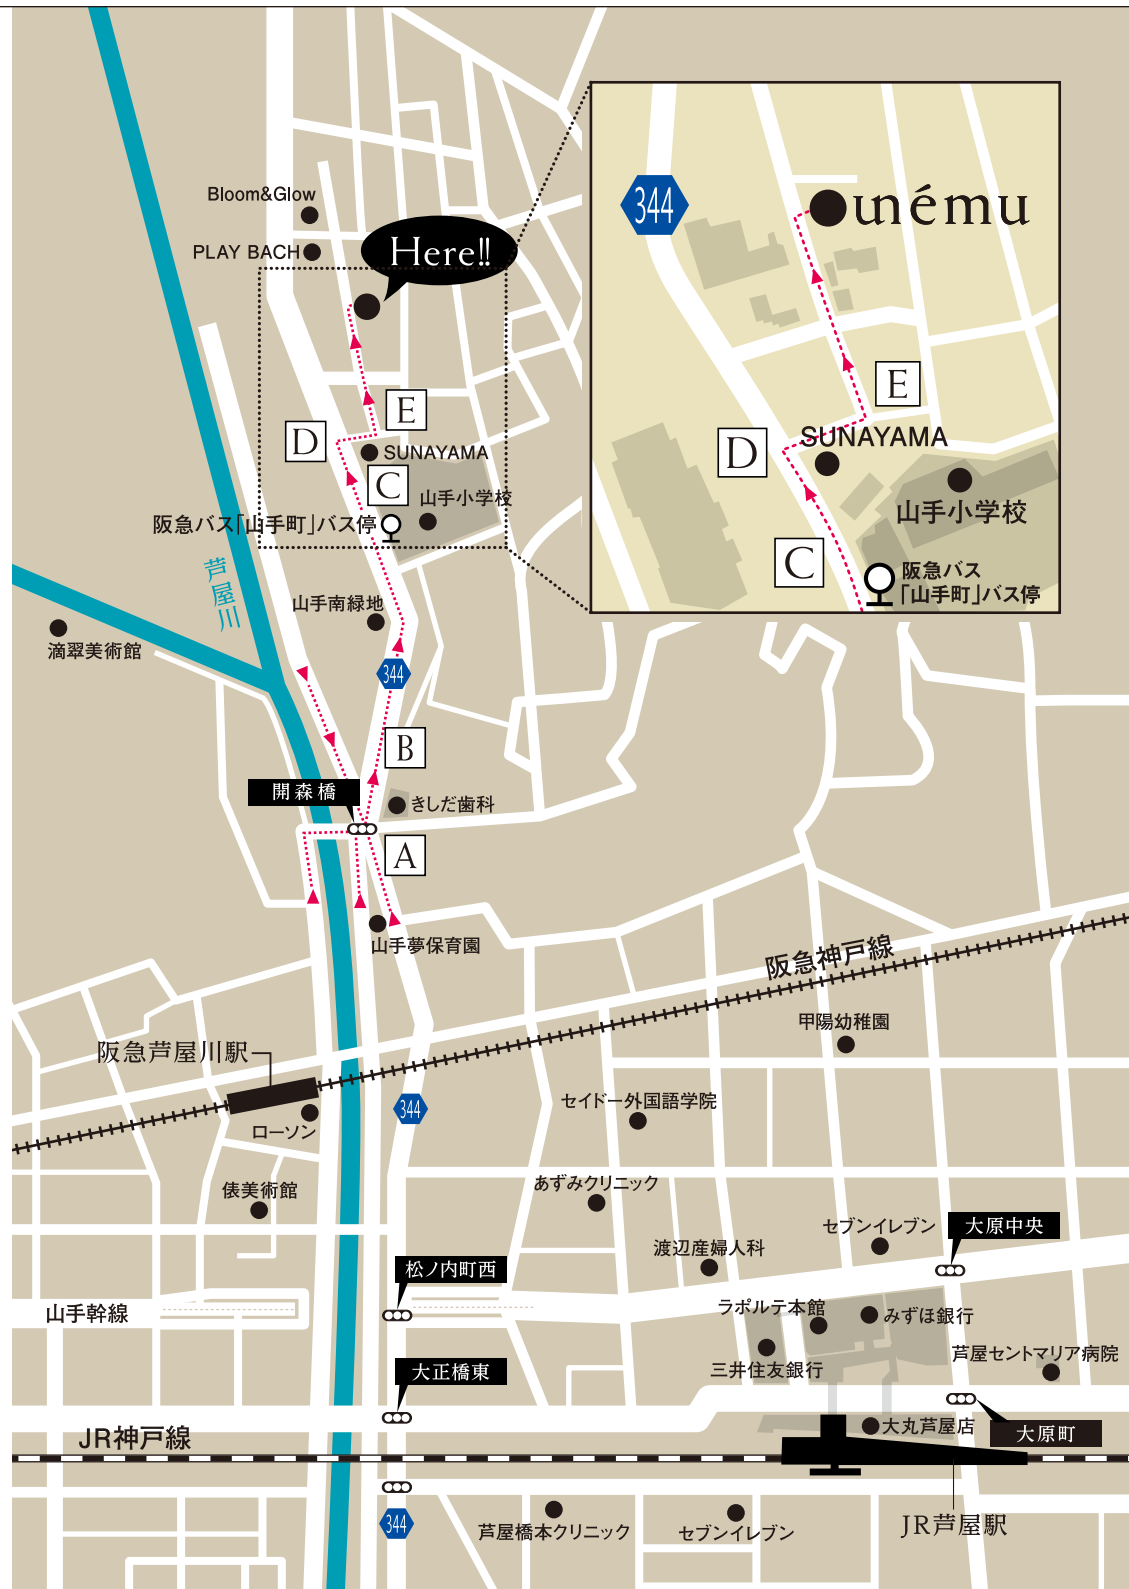 Bloom&Glow
PLAY BACH
Here!!
344
unému
E
D
SUNAYAMA
C
山手小学校
阪急バス
「山手町」バス停
E
D
SUNAYAMA
C
山手小学校
阪急バス「山手町」バス停
芦屋川
山手南緑地
滴翠美術館
344
B
開森橋
きしだ歯科
A
山手夢保育園
阪急神戸線
甲陽幼稚園
阪急芦屋川駅
344
セイドー外国語学院
ローソン
あずみクリニック
俵美術館
セブンイレブン
大原中央
渡辺産婦人科
松ノ内町西
山手幹線
ラポルテ本館
みずほ銀行
芦屋セントマリア病院
三井住友銀行
大正橋東
大丸芦屋店
大原町
JR神戸線
344
芦屋橋本クリニック
セブンイレブン
JR芦屋駅